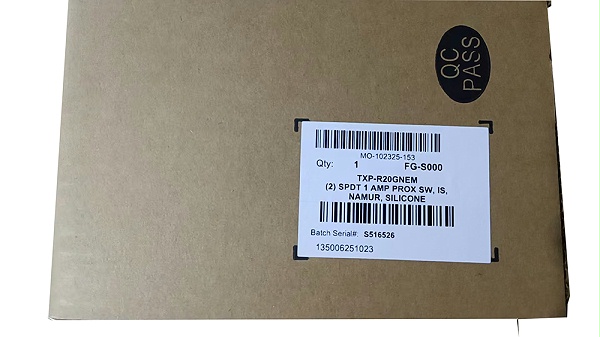 QC
PASS
MO-102325-153
Qty: 1 FG-S000
TXP-R20GNEM
(2) SPDT 1 AMP PROX SW, IS,
NAMUR, SILICONE
Batch Serial#: S516526
135006251023